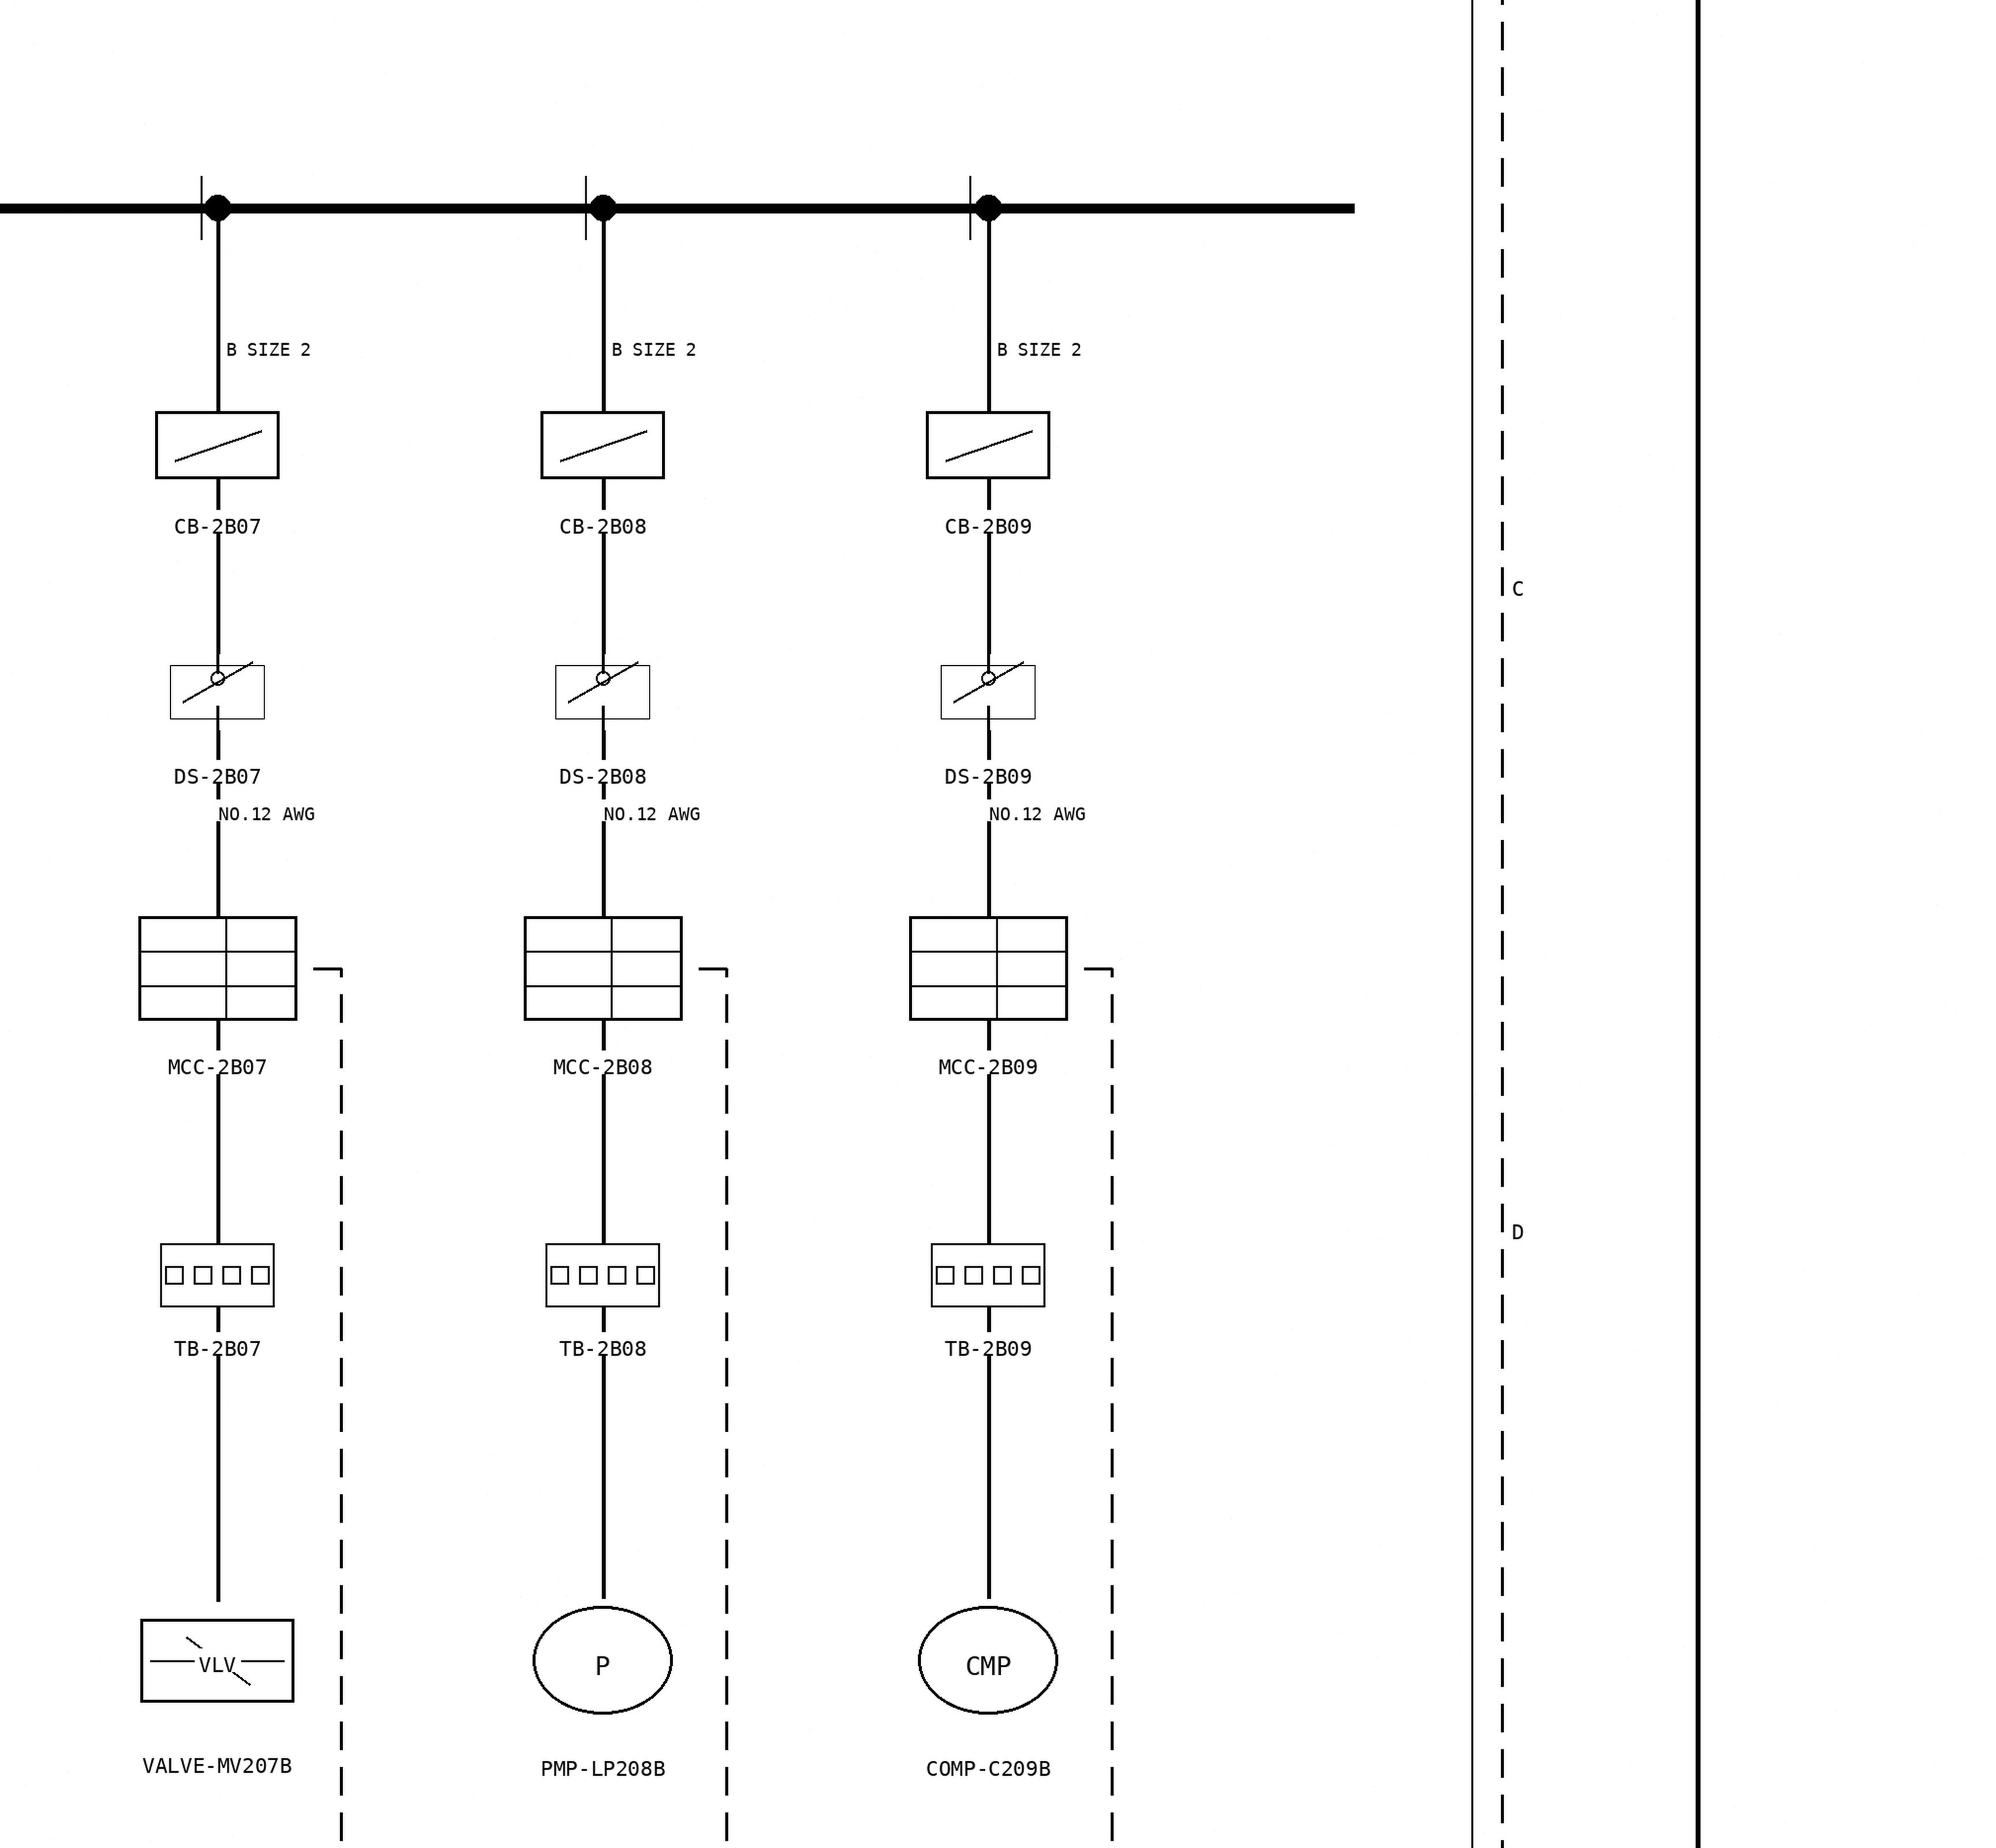 B SIZE 2
B SIZE 2
B SIZE 2
CB-2B07
CB-2B08
CB-2B09
C
DS-2B07
DS-2B08
DS-2B09
NO.12 AWG
NO.12 AWG
NO.12 AWG
MCC-2B07
MCC-2B08
MCC-2B09
D
TB-2B07
TB-2B08
TB-2B09
VLV
P
CMP
VALVE-MV207B
PMP-LP208B
COMP-C209B